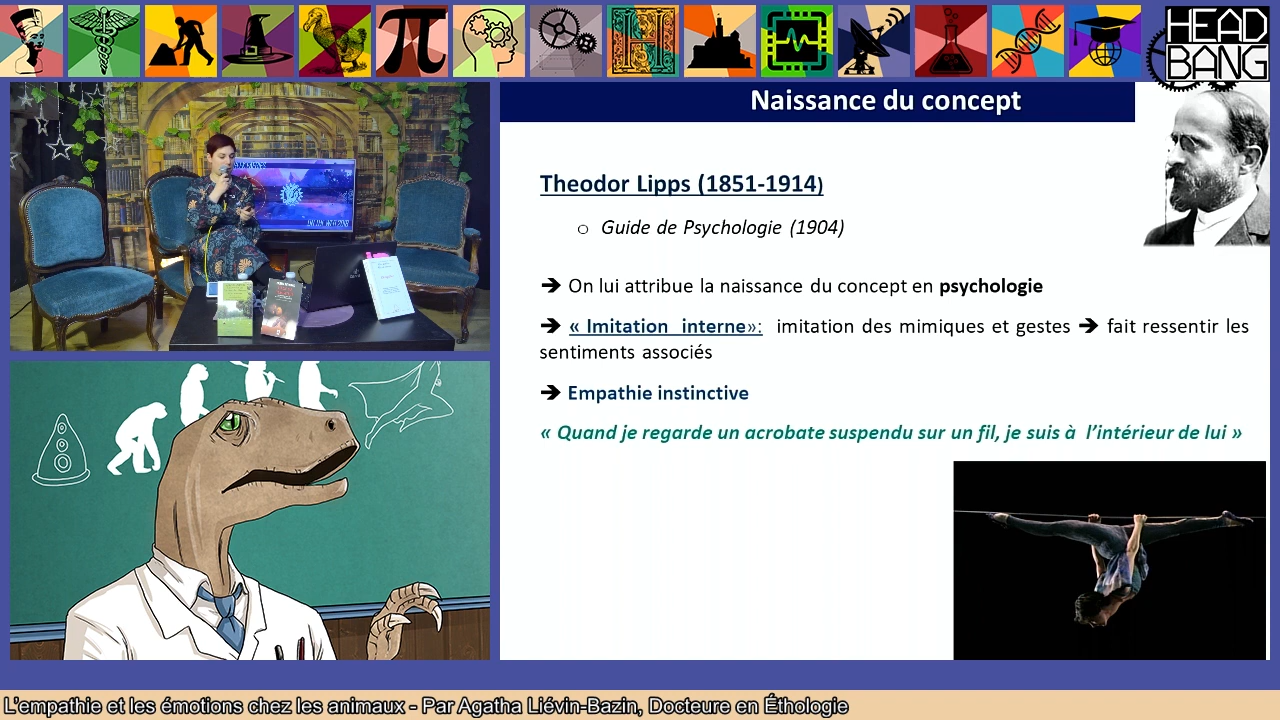 HEAD
BANG
Naissance du concept
Theodor Lipps (1851-1914)
o Guide de Psychologie (1904)
➔ On lui attribue la naissance du concept en psychologie
➔ « Imitation interne»: imitation des mimiques et gestes ➔ fait ressentir les
sentiments associés
➔ Empathie instinctive
« Quand je regarde un acrobate suspendu sur un fil, je suis à l’intérieur de lui »
L'empathie et les émotions chez les animaux - Par Agatha Liévin-Bazin, Docteure en Éthologie